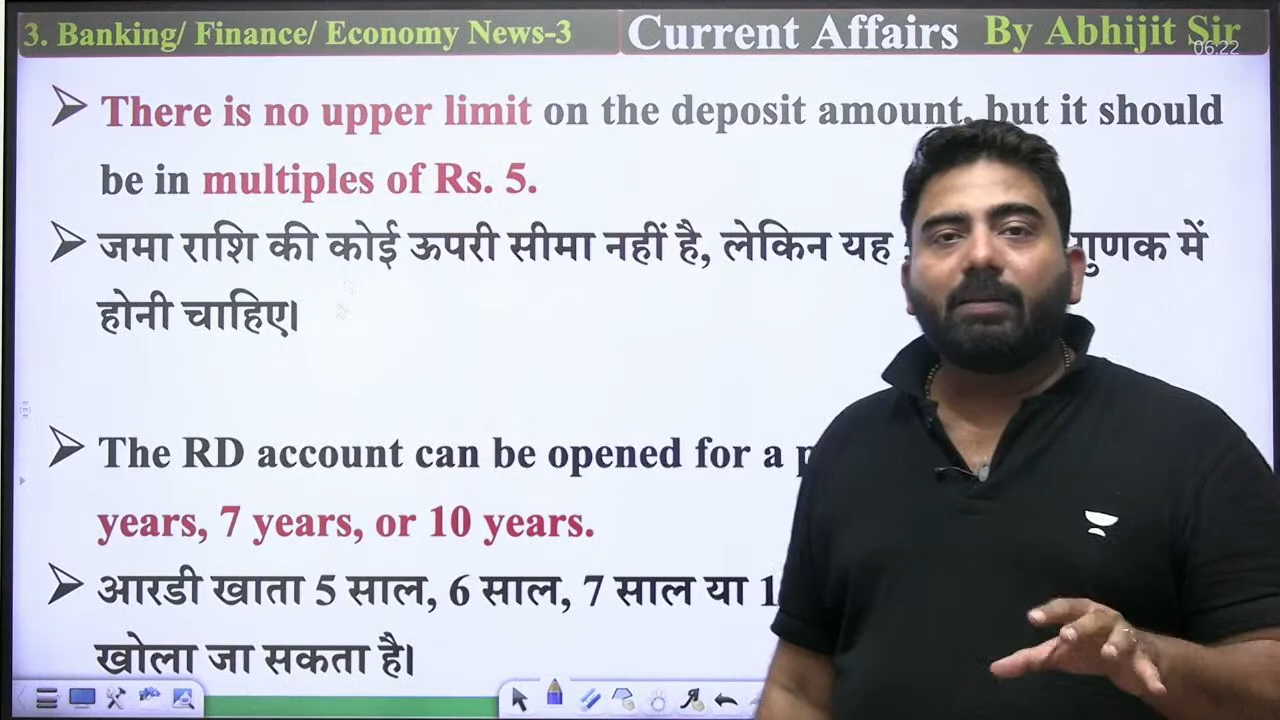 3. Banking/ Finance/ Economy News-3
Current Affairs By Abhijit Sir
06:22
There is no upper limit on the deposit amount, but it should
be in multiples of Rs. 5.
जमा राशि की कोई ऊपरी सीमा नहीं है, लेकिन यह गुणक में
होनी चाहिए।
The RD account can be opened for a
years, 7 years, or 10 years.
आरडी खाता 5 साल, 6 साल, 7 साल या
खोला जा सकता है।